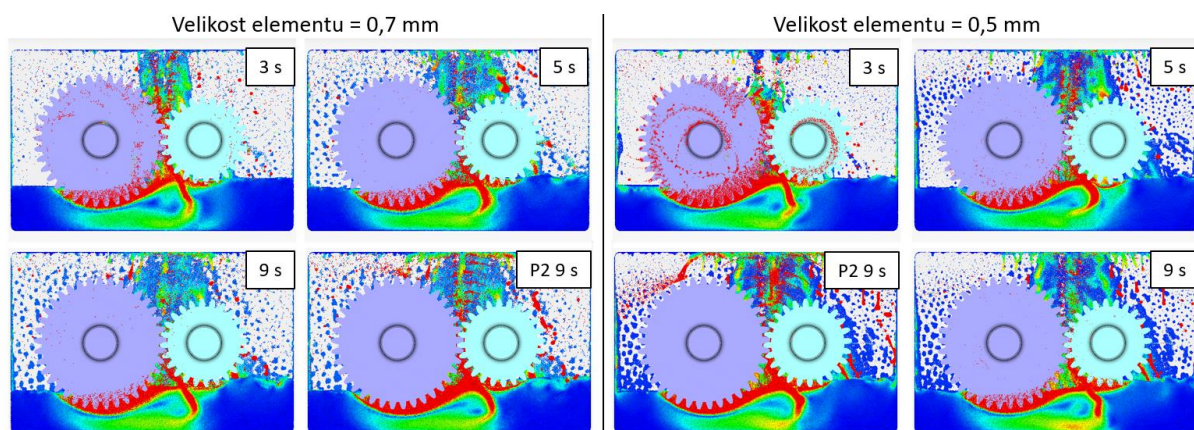 Velikost elementu = 0,7 mm
Velikost elementu = 0,5 mm
3 s
5 s
3 s
5 s
9 s
P2 9 s
P2 9 s
9 s